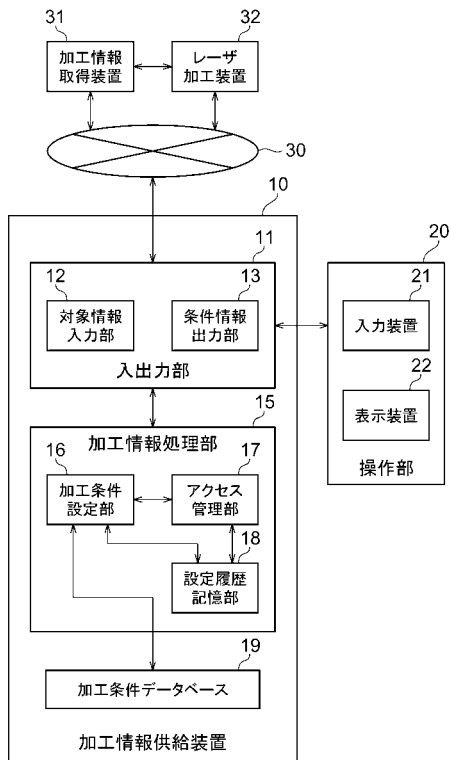 31
加工情報
取得装置
32
レーザ
加工装置
30
10
11
12
対象情報
入力部
13
条件情報
出力部
入出力部
20
21
入力装置
22
表示装置
操作部
15
加工情報処理部
16
加工条件
設定部
17
アクセス
管理部
18
設定履歴
記憶部
19
加工条件データベース
加工情報供給装置